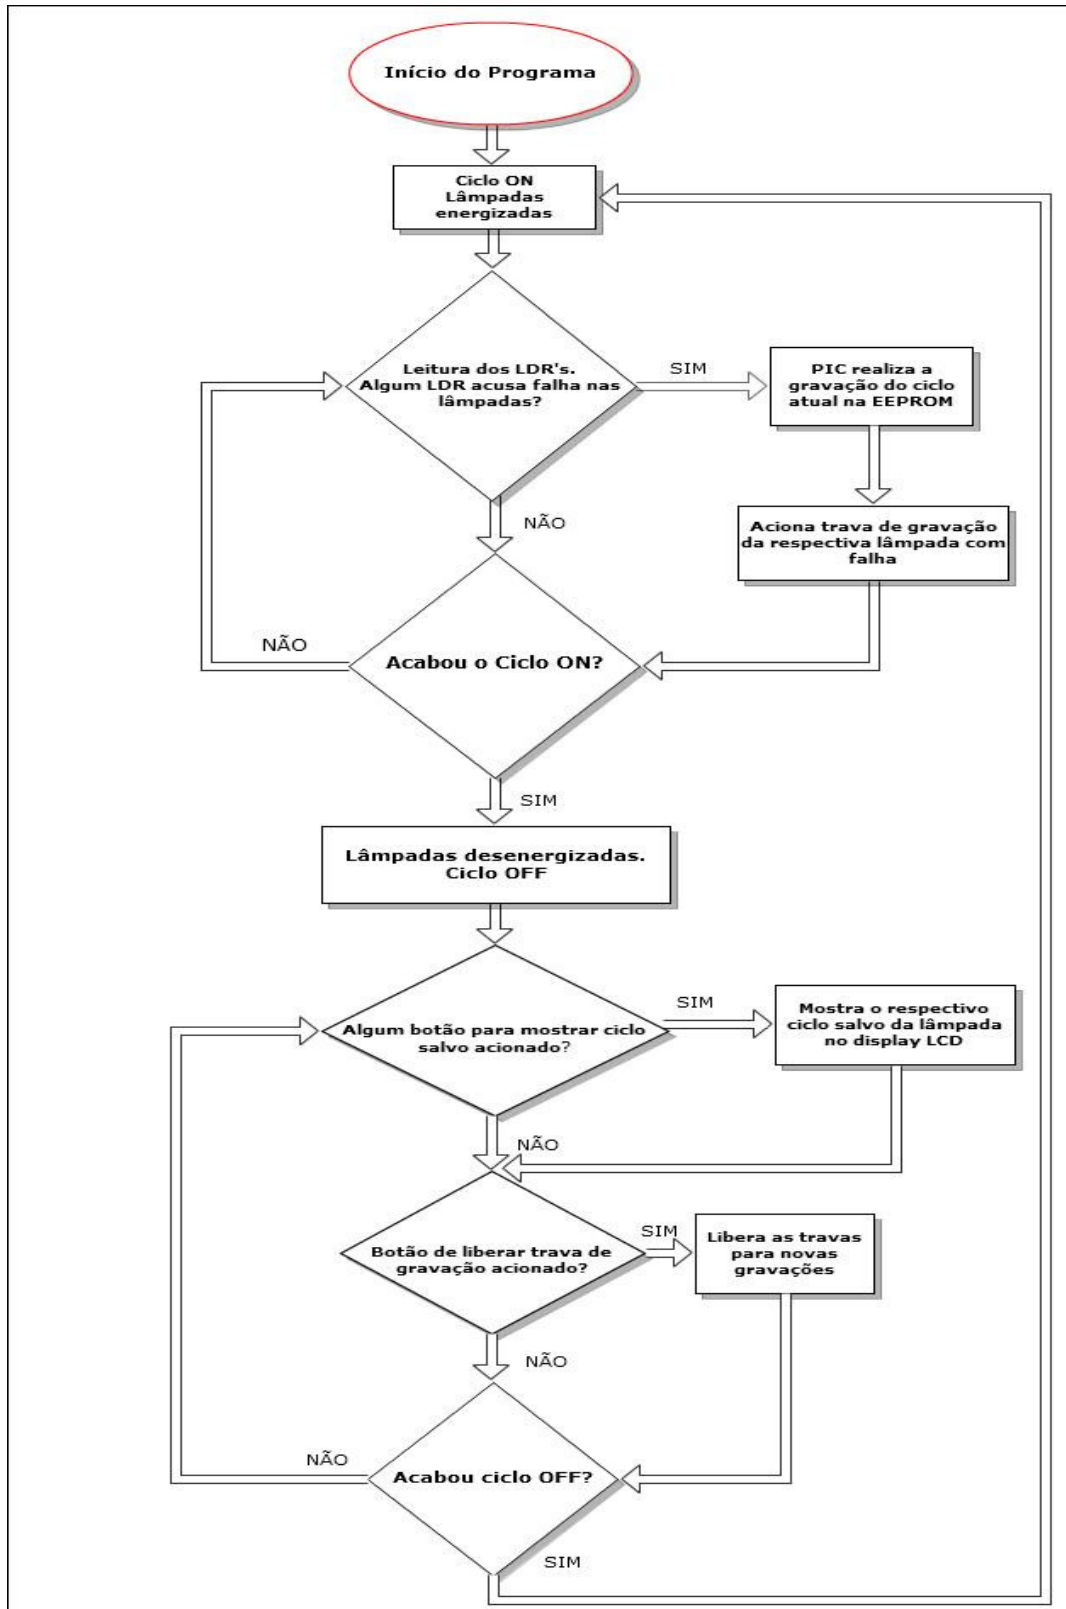 Início do Programa
Ciclo ON
Lâmpadas
energizadas
Leitura dos LDR's.
Algum LDR acusa falha nas
lâmpadas?
SIM
PIC realiza a
gravação do ciclo
atual na EEPROM
NÃO
Aciona trava de gravação
da respectiva lâmpada com
falha
Acabou o Ciclo ON?
NÃO
SIM
Lâmpadas desenergizadas.
Ciclo OFF
Algum botão para mostrar ciclo
salvo acionado?
SIM
Mostra o respectivo
ciclo salvo da lâmpada
no display LCD
NÃO
Botão de liberar trava de
gravação acionado?
SIM
Libera as travas
para novas
gravações
NÃO
Acabou ciclo OFF?
NÃO
SIM